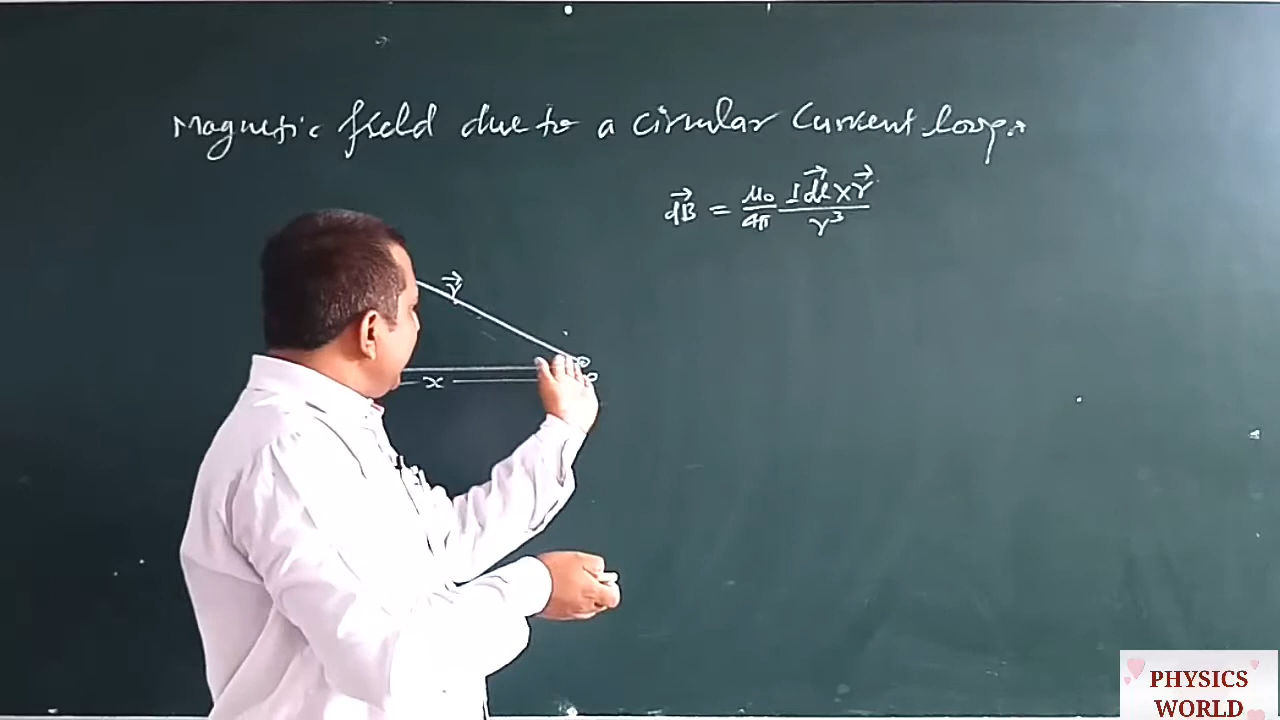 Magnetic field due to a circular current loop:
dB⃗ = μ₀/4π I dl⃗ × r⃗ / r³
r⃗
x
PHYSICS
WORLD